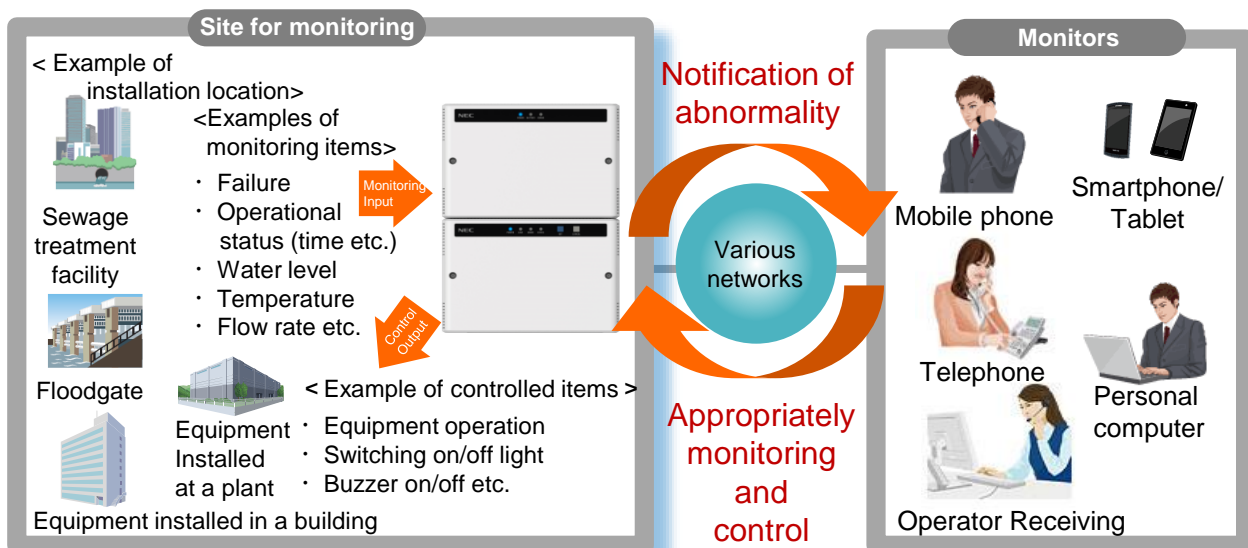 Site for monitoring
< Example of
installation location>
<Examples of
monitoring items>
・ Failure
・ Operational
status (time etc.)
・ Water level
・ Temperature
・ Flow rate etc.
Monitoring
Input
NEC
NEC
Control
Output
Sewage
treatment
facility
Floodgate
Equipment
Installed
at a plant
Equipment installed in a building
< Example of controlled items >
・ Equipment operation
・ Switching on/off light
・ Buzzer on/off etc.
Notification of
abnormality
Various
networks
Appropriately
monitoring
and
control
Monitors
Mobile phone
Smartphone/
Tablet
Telephone
Personal
computer
Operator Receiving